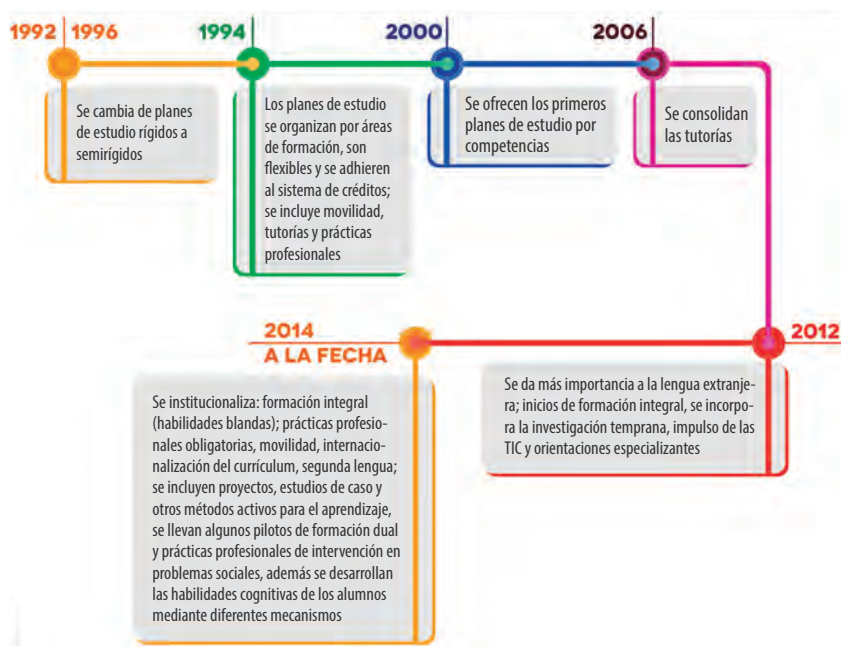 1992 1996
Se cambia de planes
de estudio rígidos a
semirígidos
1994
Los planes de estudio
se organizan por áreas
de formación, son
flexibles y se adhieren
al sistema de créditos;
se incluye movilidad,
tutorías y prácticas
profesionales
2000
Se ofrecen los primeros
planes de estudio por
competencias
2006
Se consolidan
las tutorías
2012
Se da más importancia a la lengua extranje-
ra; inicios de formación integral, se incorpo-
ra la investigación temprana, impulso de las
TIC y orientaciones especializantes
2014
A LA FECHA
Se institucionaliza: formación integral
(habilidades blandas); prácticas profesio-
nales obligatorias, movilidad, internacio-
nalización del currículum, segunda lengua;
se incluyen proyectos, estudios de caso y
otros métodos activos para el aprendizaje,
se llevan algunos pilotos de formación dual
y prácticas profesionales de intervención en
problemas sociales, además se desarrollan
las habilidades cognitivas de los alumnos
mediante diferentes mecanismos